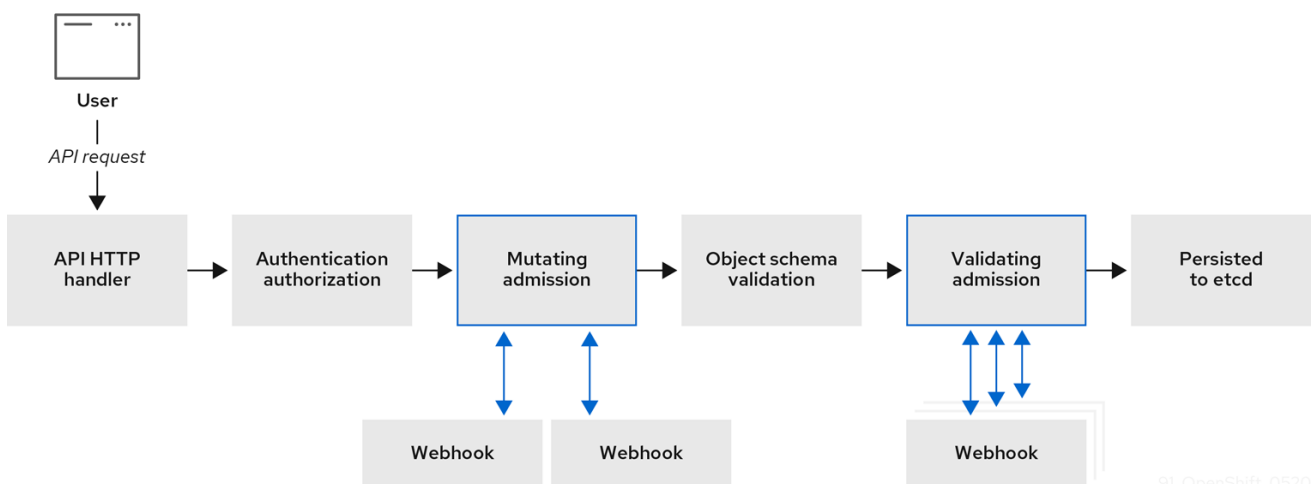 User
API request
API HTTP
handler
Authentication
authorization
Mutating
admission
Object schema
validation
Validating
admission
Persisted
to etcd
Webhook
Webhook
Webhook